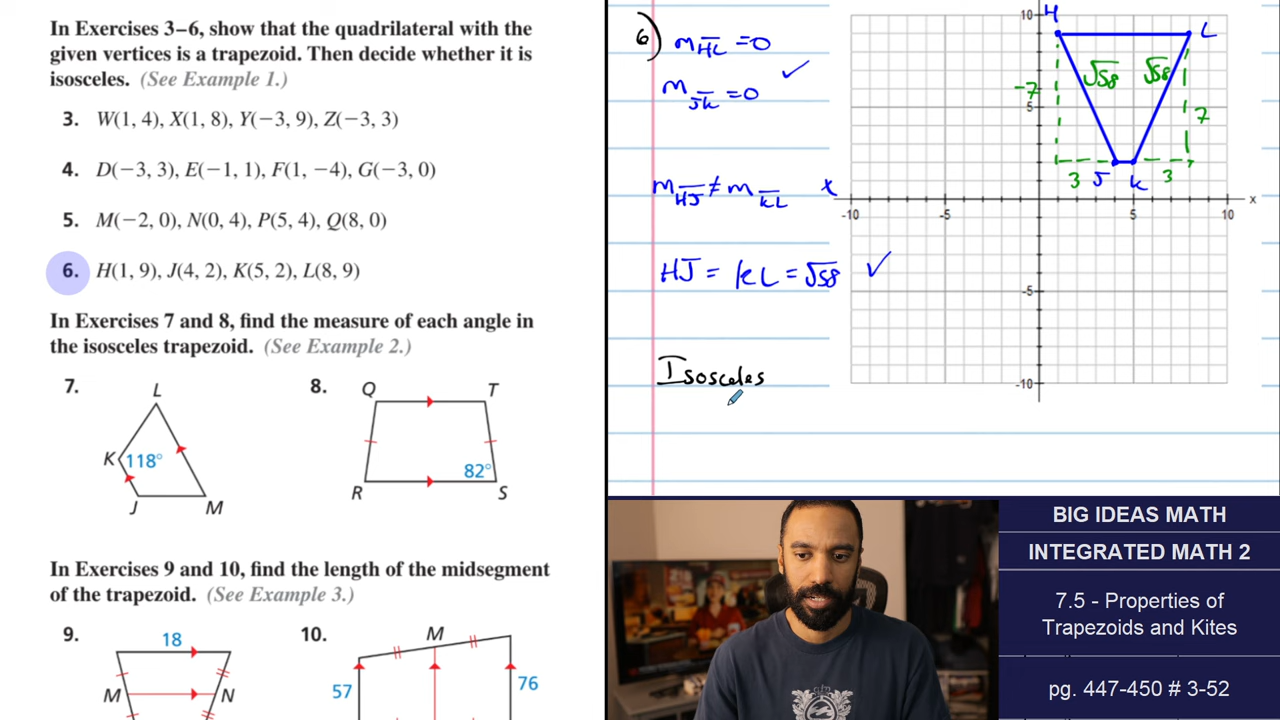 In Exercises 3–6, show that the quadrilateral with the
given vertices is a trapezoid. Then decide whether it is
isosceles. (See Example 1.)
3. W(1, 4), X(1, 8), Y(−3, 9), Z(−3, 3)
4. D(−3, 3), E(−1, 1), F(1, −4), G(−3, 0)
5. M(−2, 0), N(0, 4), P(5, 4), Q(8, 0)
6. H(1, 9), J(4, 2), K(5, 2), L(8, 9)
In Exercises 7 and 8, find the measure of each angle in
the isosceles trapezoid. (See Example 2.)
7.
L
K
118°
J
M
8.
Q
T
82°
R
S
In Exercises 9 and 10, find the length of the midsegment
of the trapezoid. (See Example 3.)
9.
18
M
N
10.
M
57
76
6)
m HL = 0 ✓
m JK = 0
m HJ ≠ m KL x
HJ = KL = √58 ✓
Isosceles
10
H
L
√58
√58
-7
5
7
3
J
K
3
x
-10
-5
5
10
-5
-10
BIG IDEAS MATH
INTEGRATED MATH 2
7.5 - Properties of
Trapezoids and Kites
pg. 447-450 # 3-52